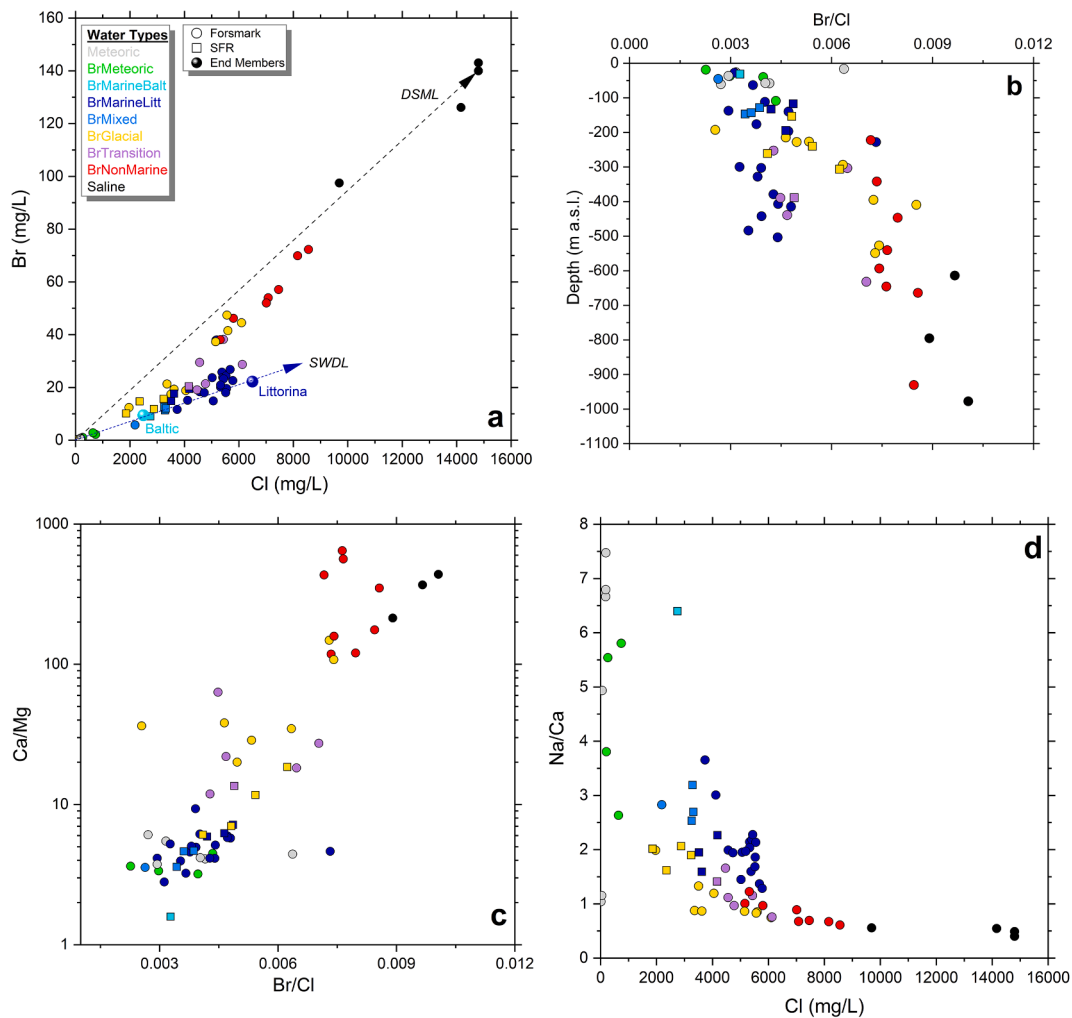 160
140
120
100
80
60
40
20
0
Br (mg/L)
Water Types
Meteoric
BrMeteoric
BrMarineBalt
BrMarineLitt
BrMixed
BrGlacial
BrTransition
BrNonMarine
Saline
Forsmark
SFR
End Members
DSML
SWDL
Littorina
Baltic
a
0 2000 4000 6000 8000 10000 12000 14000 16000
Cl (mg/L)
Br/Cl
0.000 0.003 0.006 0.009 0.012
0
-100
-200
-300
-400
-500
-600
-700
-800
-900
-1000
-1100
Depth (m a.s.l.)
b
1000
100
10
1
Ca/Mg
c
0.003 0.006 0.009 0.012
Br/Cl
8
7
6
5
4
3
2
1
0
Na/Ca
d
0 2000 4000 6000 8000 10000 12000 14000 16000
Cl (mg/L)